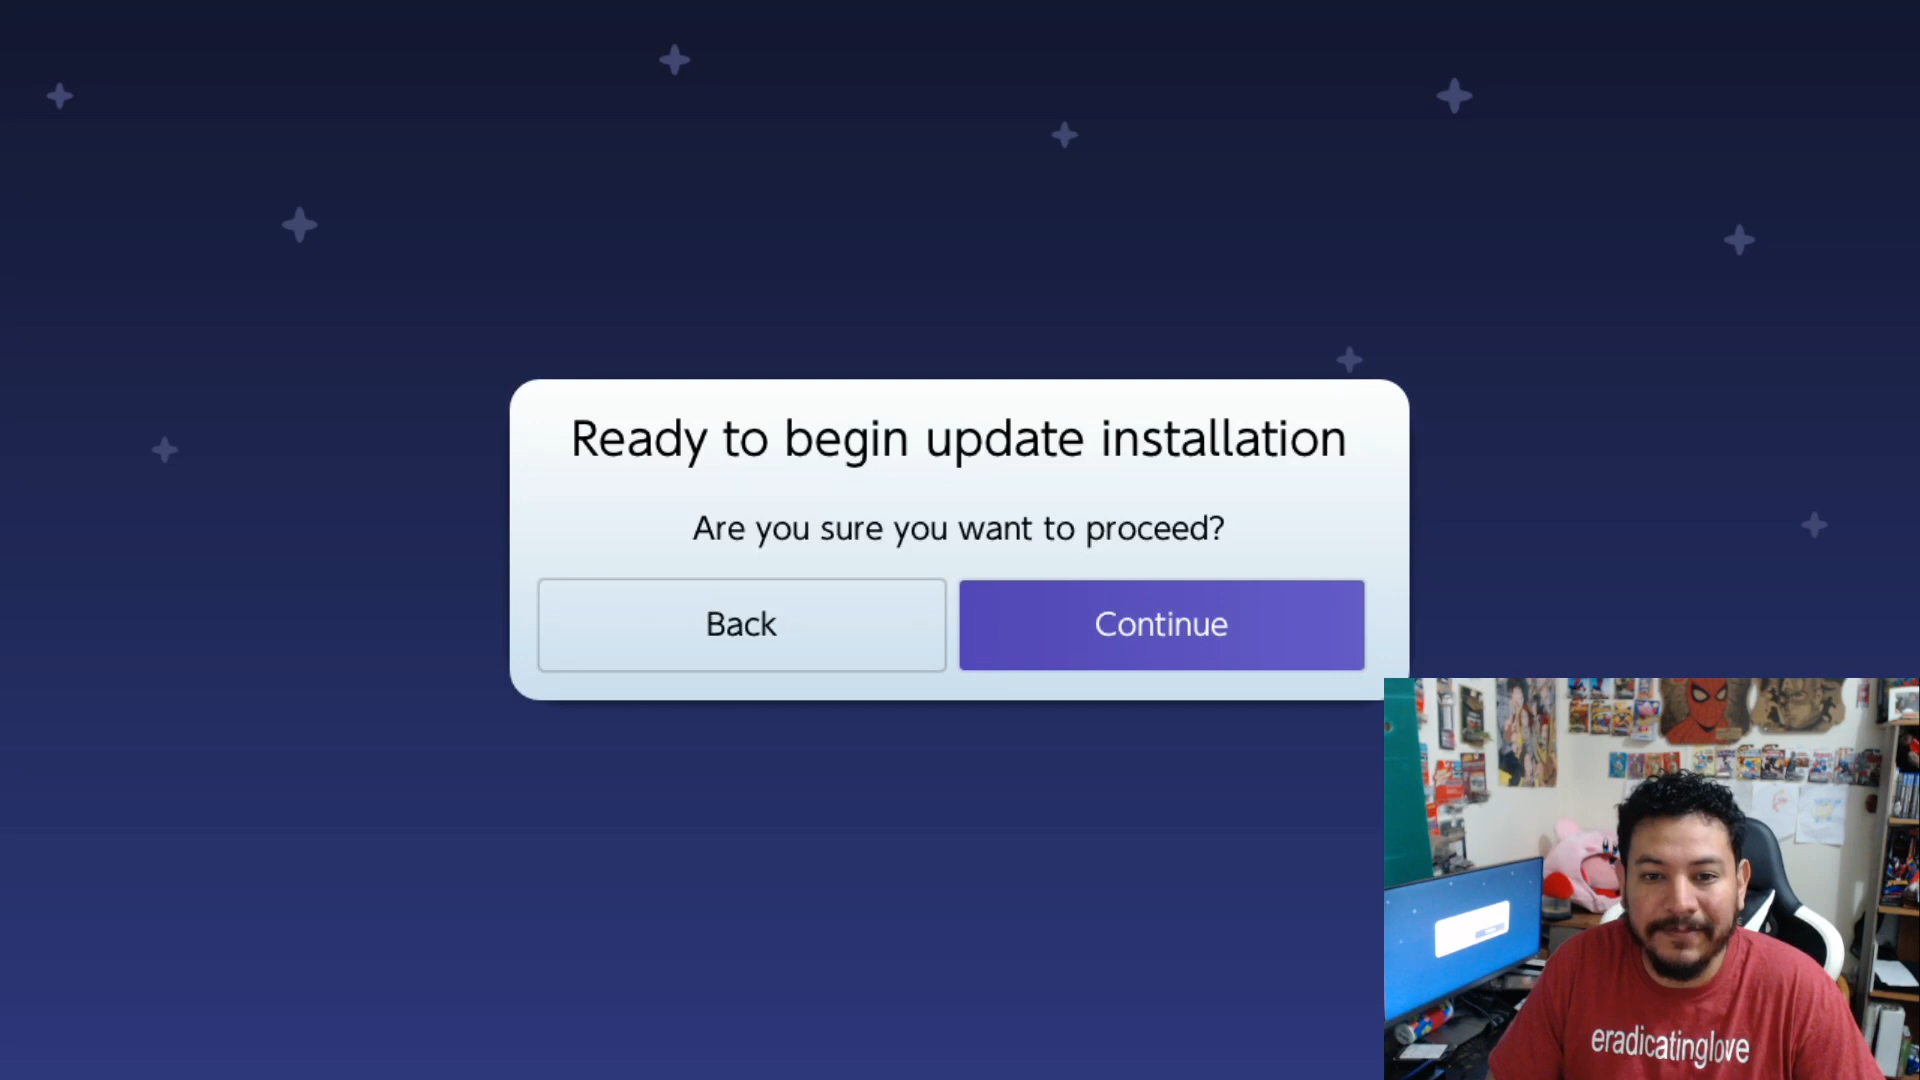 Ready to begin update installation
Are you sure you want to proceed?
Back
Continue
eradicatinglove